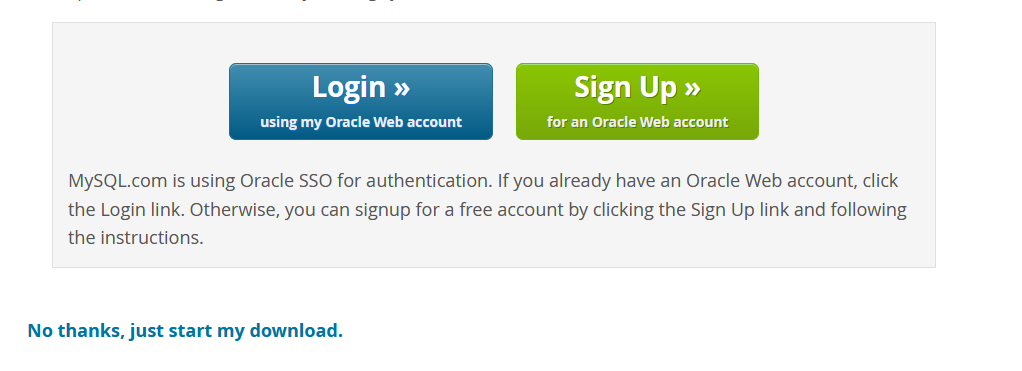 Login »
using my Oracle Web account
Sign Up »
for an Oracle Web account
MySQL.com is using Oracle SSO for authentication. If you already have an Oracle Web account, click
the Login link. Otherwise, you can signup for a free account by clicking the Sign Up link and following
the instructions.
No thanks, just start my download.